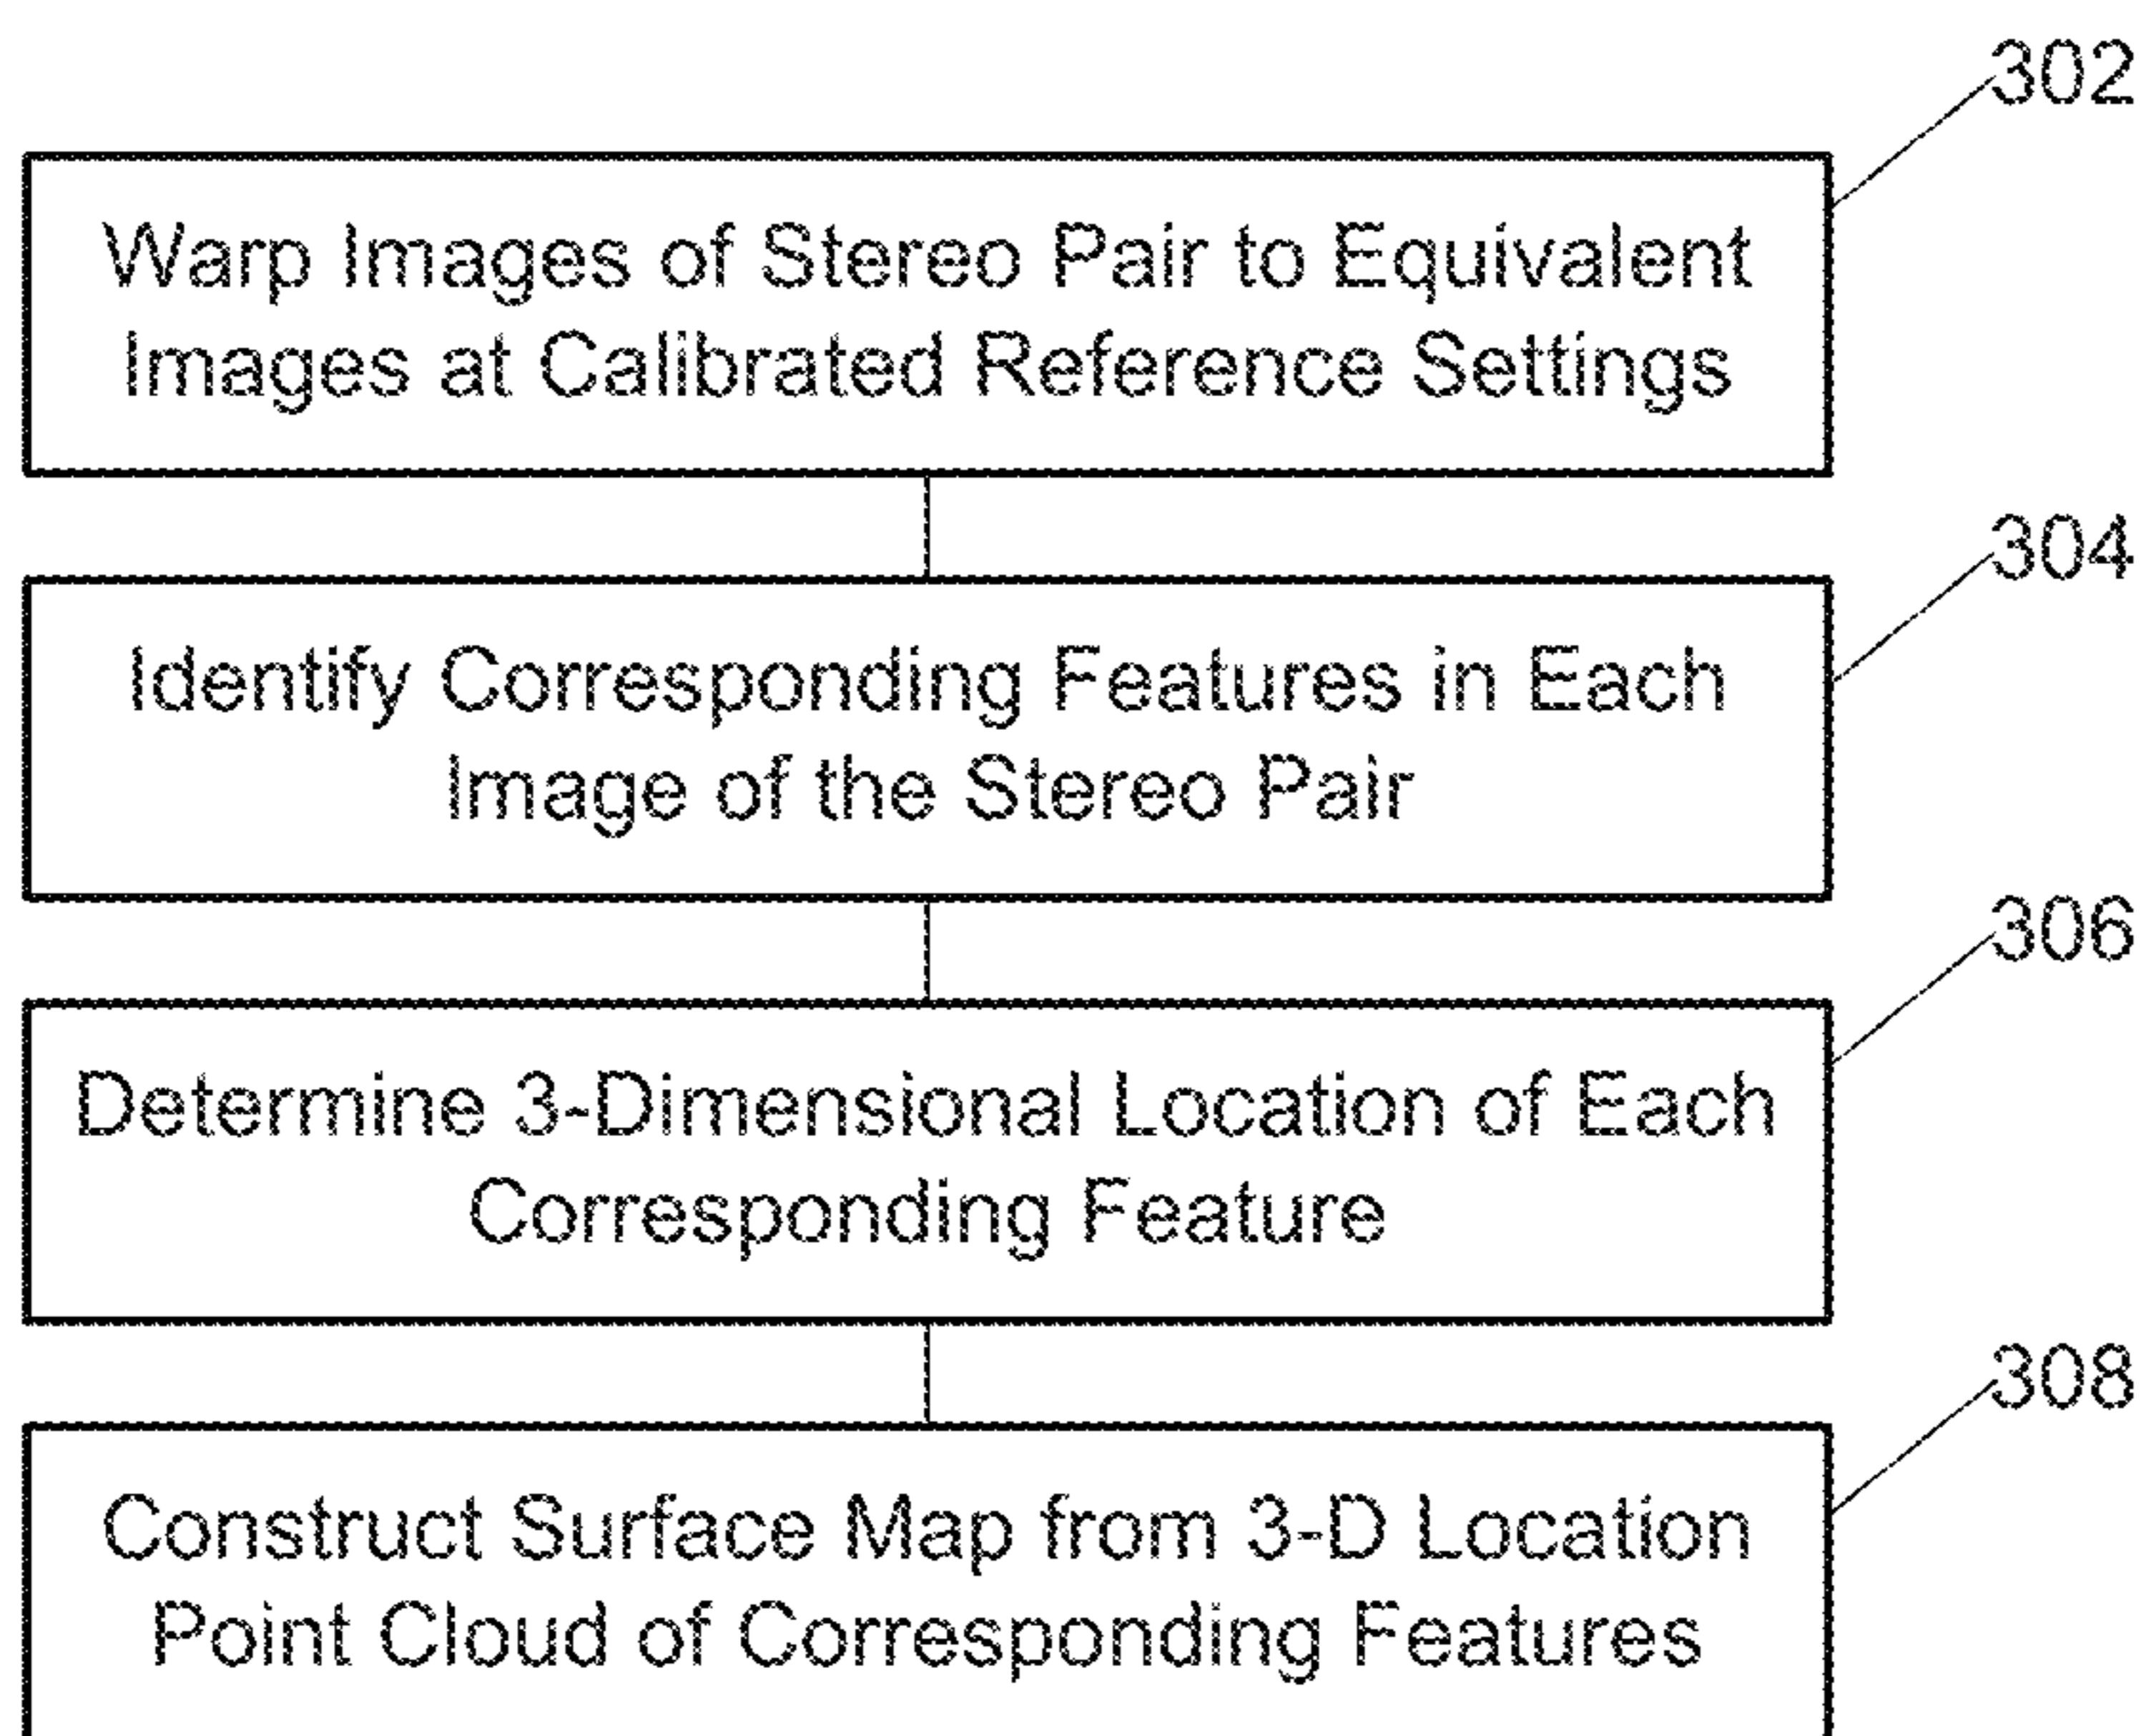 302
Warp Images of Stereo Pair to Equivalent
Images at Calibrated Reference Settings
304
Identify Corresponding Features in Each
Image of the Stereo Pair
306
Determine 3-Dimensional Location of Each
Corresponding Feature
308
Construct Surface Map from 3-D Location
Point Cloud of Corresponding Features